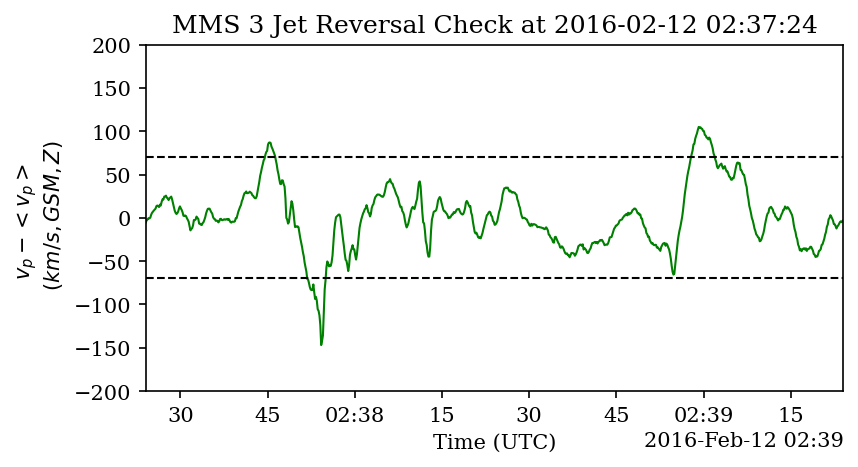 MMS 3 Jet Reversal Check at 2016-02-12 02:37:24
v_p − < v_p >
(km/s, GSM, Z)
200
150
100
50
0
−50
−100
−150
−200
30 45 02:38 15 30 45 02:39 15
Time (UTC)
2016-Feb-12 02:39